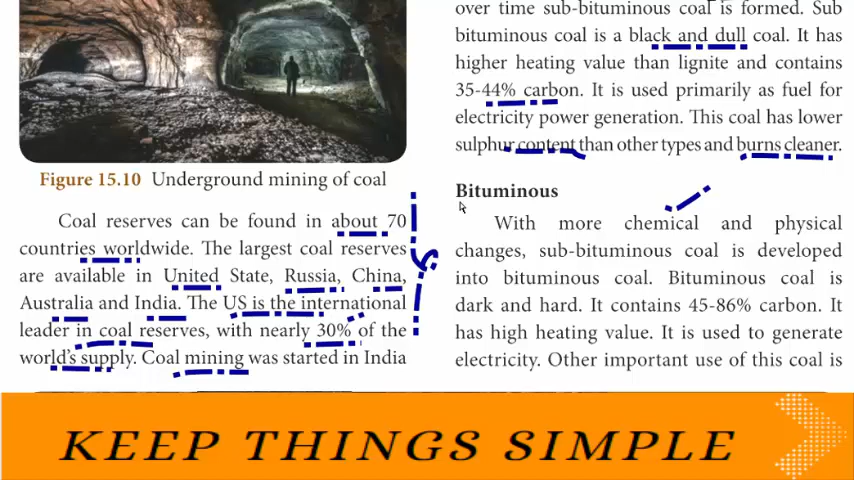 Figure 15.10 Underground mining of coal
Coal reserves can be found in about 70
countries worldwide. The largest coal reserves
are available in United State, Russia, China,
Australia and India. The US is the international
leader in coal reserves, with nearly 30% of the
world's supply. Coal mining was started in India
over time sub-bituminous coal is formed. Sub
bituminous coal is a black and dull coal. It has
higher heating value than lignite and contains
35-44% carbon. It is used primarily as fuel for
electricity power generation. This coal has lower
sulphur content than other types and burns cleaner.
Bituminous
With more chemical and physical
changes, sub-bituminous coal is developed
into bituminous coal. Bituminous coal is
dark and hard. It contains 45-86% carbon. It
has high heating value. It is used to generate
electricity. Other important use of this coal is
KEEP THINGS SIMPLE